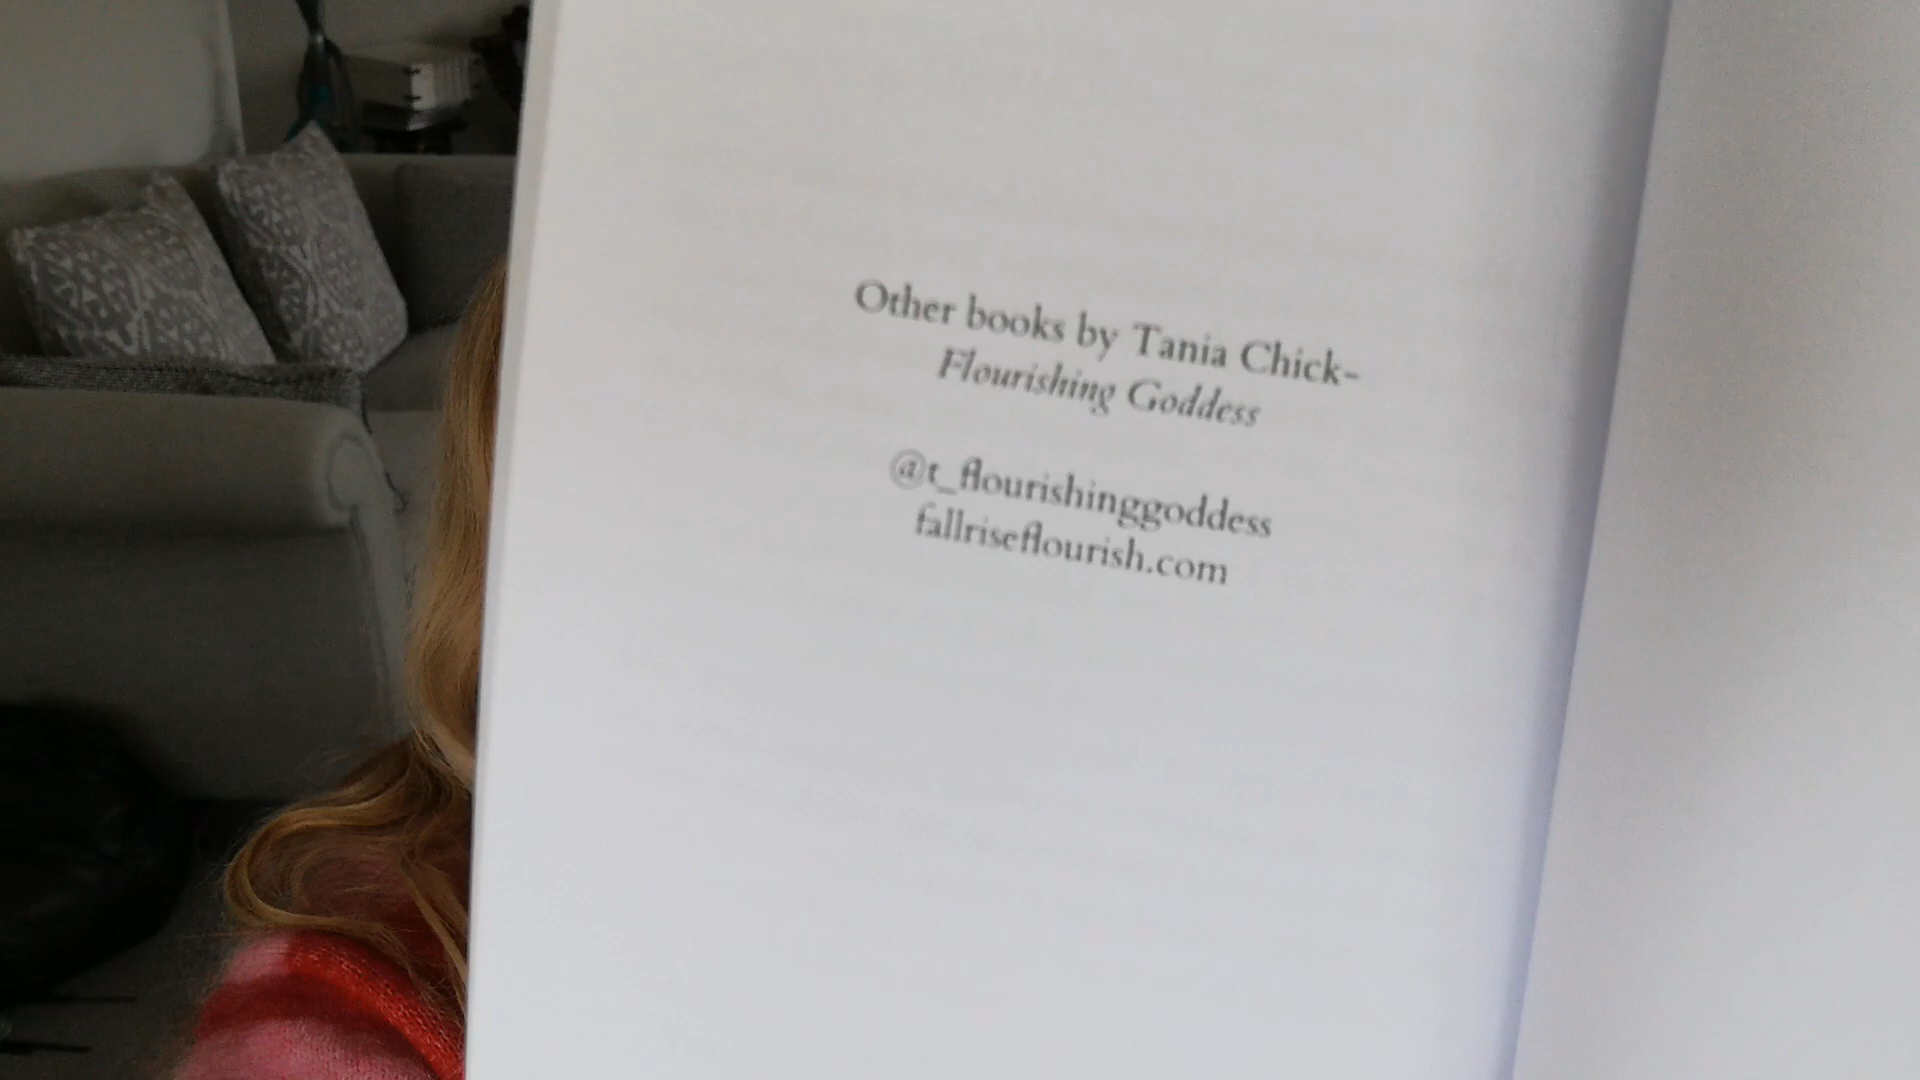 Other books by Tania Chick-
Flourishing Goddess
@t_flourishinggoddess
fallriseflourish.com